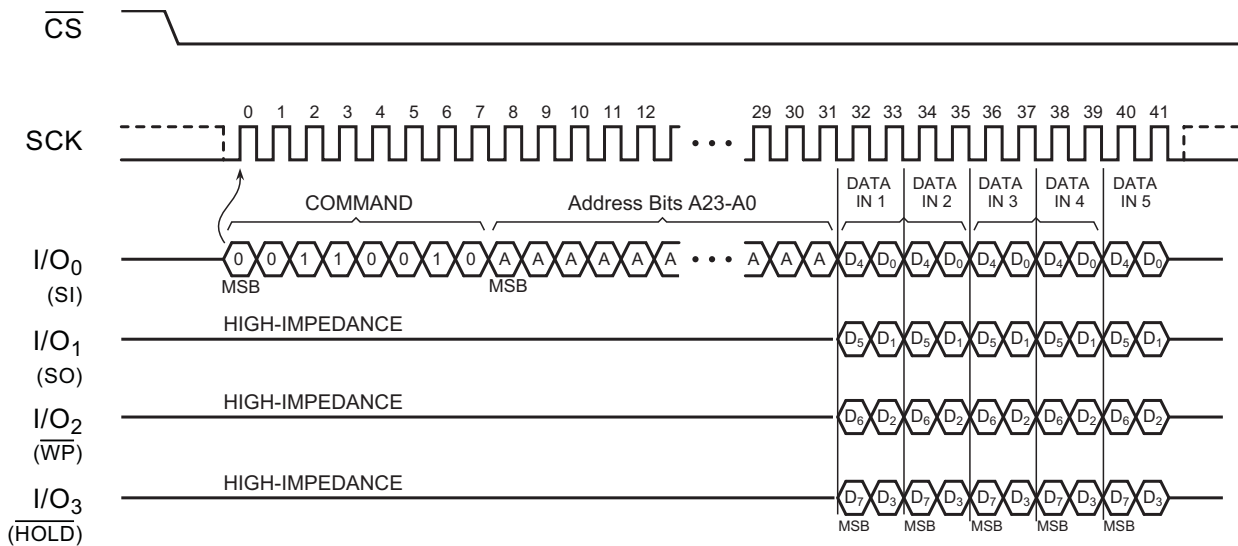 CS
0 1 2 3 4 5 6 7 8 9 10 11 12 29 30 31 32 33 34 35 36 37 38 39 40 41
SCK
DATA IN 1 DATA IN 2 DATA IN 3 DATA IN 4 DATA IN 5
COMMAND Address Bits A23-A0
I/O0 0 0 1 1 0 0 1 0 A A A A A A A A A D4 D0 D4 D0 D4 D0 D4 D0 D4 D0
(SI) MSB MSB
HIGH-IMPEDANCE
I/O1 D5 D1 D5 D1 D5 D1 D5 D1 D5 D1
(SO)
HIGH-IMPEDANCE
I/O2 D6 D2 D6 D2 D6 D2 D6 D2 D6 D2
(WP)
HIGH-IMPEDANCE
I/O3 D7 D3 D7 D3 D7 D3 D7 D3 D7 D3
(HOLD) MSB MSB MSB MSB MSB